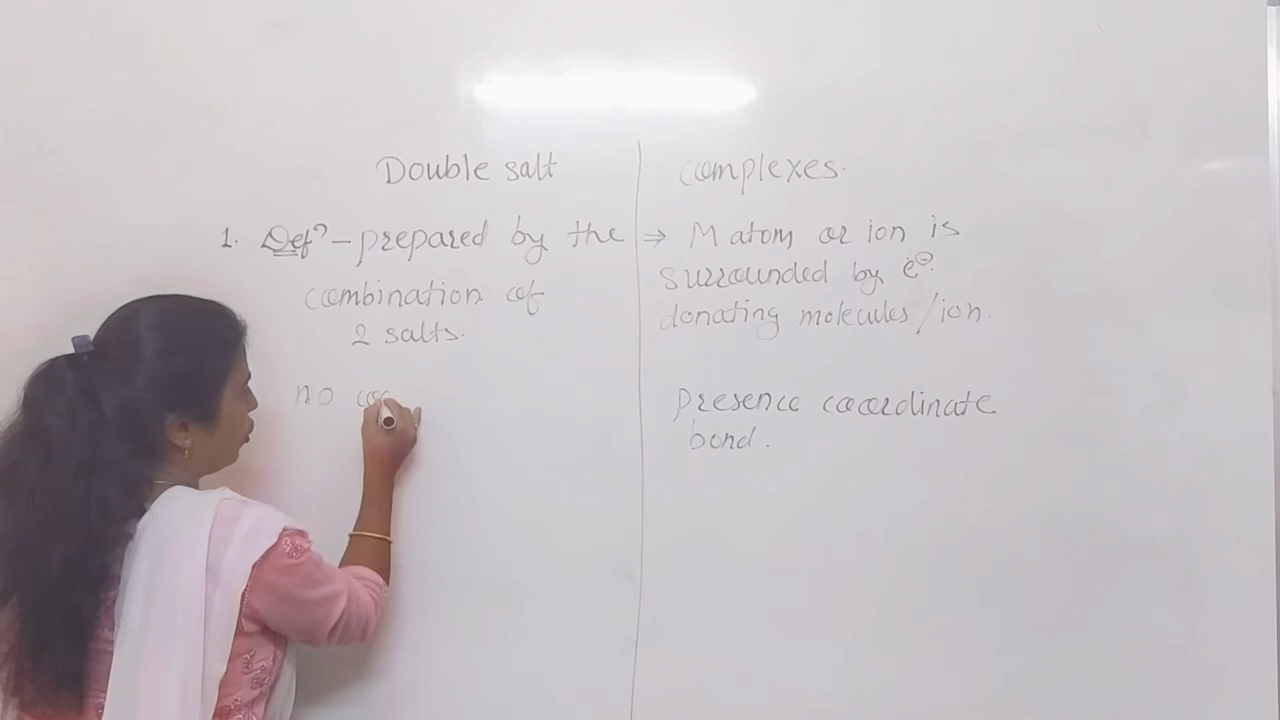 Double salt
1. Defⁿ - prepared by the
combination of
2 salts.
no coo
complexes.
⇒ M atom or ion is
surrounded by e⊖.
donating molecules/ion.
Presence coordinate
bond.